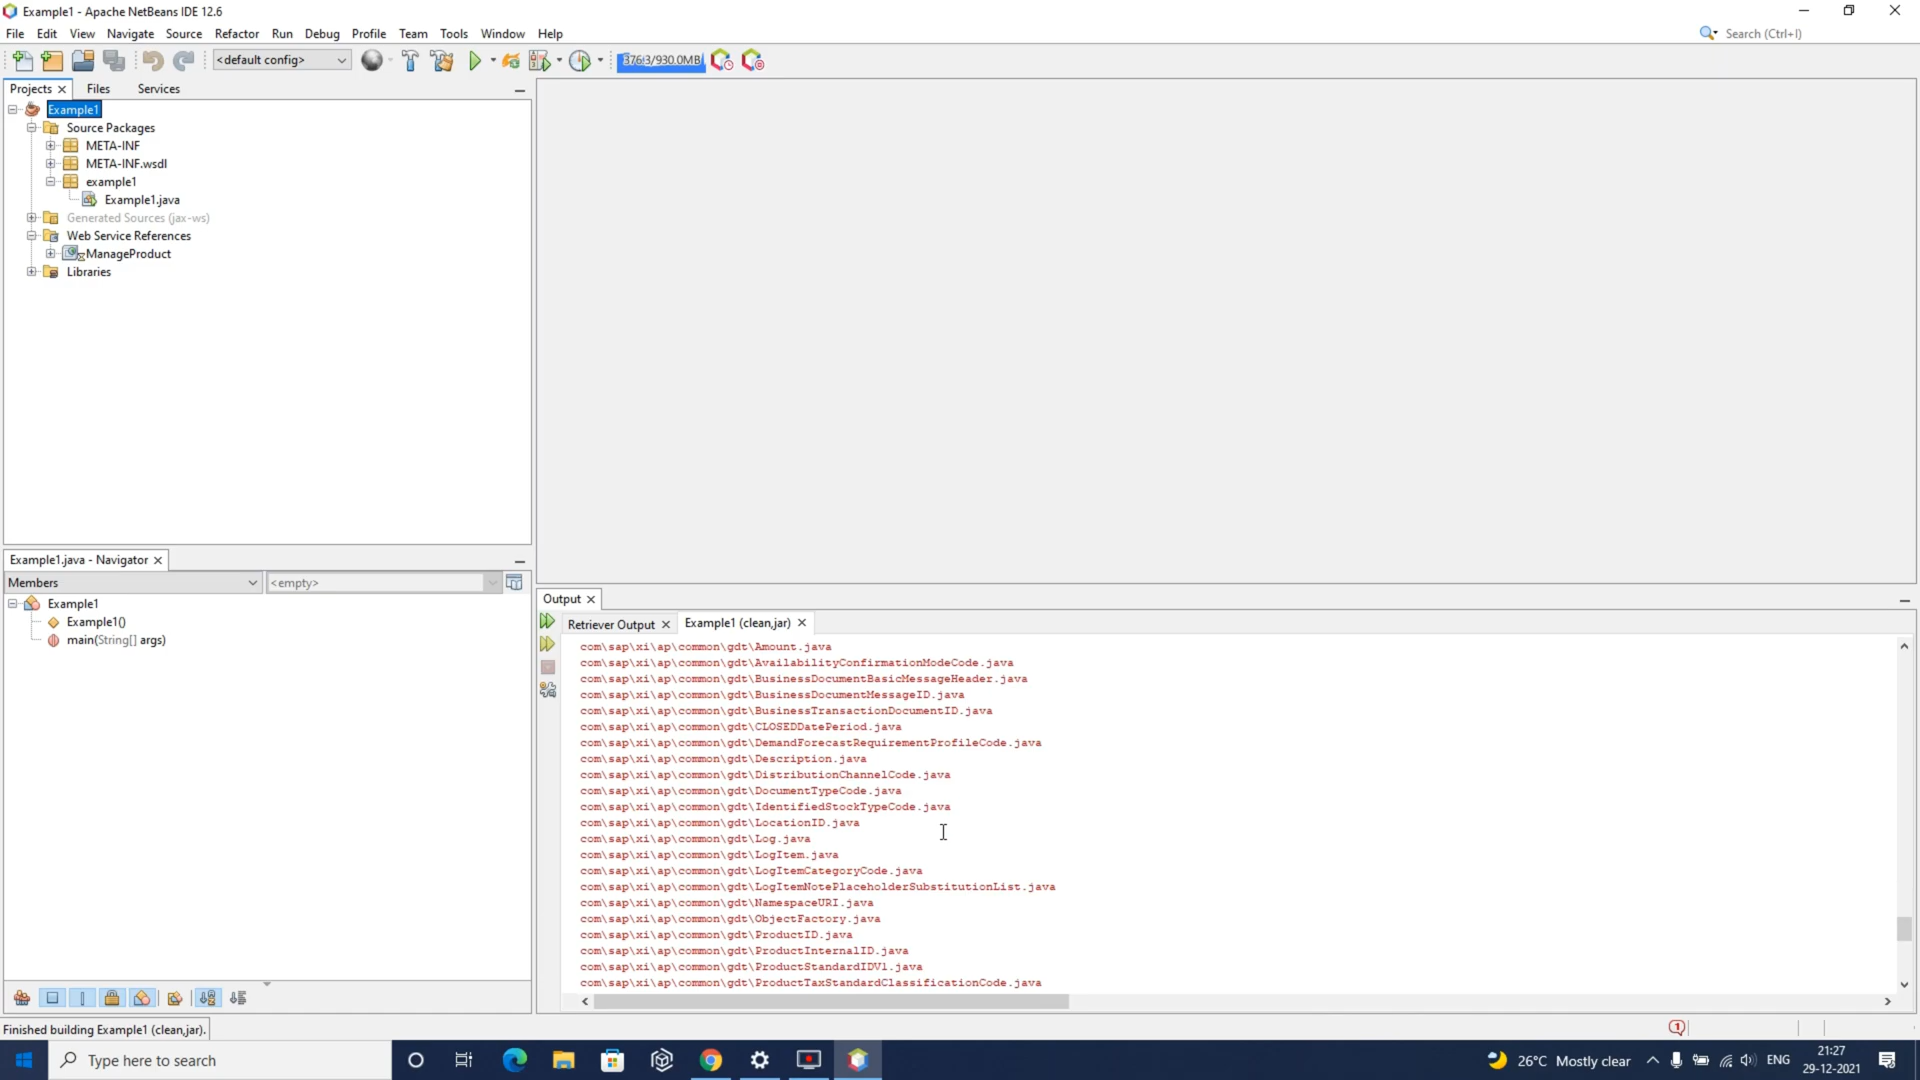 Example1 - Apache NetBeans IDE 12.6
File Edit View Navigate Source Refactor Run Debug Profile Team Tools Window Help
Search (Ctrl+I)
<default config>
376.3/930.0MB
Projects Files Services
Example1
Source Packages
META-INF
META-INF.wsdl
example1
Example1.java
Generated Sources (jax-ws)
Web Service References
ManageProduct
Libraries
Example1.java - Navigator
Members <empty>
Example1
Example1()
main(String[] args)
Output
Retriever Output Example1 (clean,jar)
com\sap\xi\ap\common\gdt\Amount.java
com\sap\xi\ap\common\gdt\AvailabilityConfirmationModeCode.java
com\sap\xi\ap\common\gdt\BusinessDocumentBasicMessageHeader.java
com\sap\xi\ap\common\gdt\BusinessDocumentMessageID.java
com\sap\xi\ap\common\gdt\BusinessTransactionDocumentID.java
com\sap\xi\ap\common\gdt\CLOSEDDatePeriod.java
com\sap\xi\ap\common\gdt\DemandForecastRequirementProfileCode.java
com\sap\xi\ap\common\gdt\Description.java
com\sap\xi\ap\common\gdt\DistributionChannelCode.java
com\sap\xi\ap\common\gdt\DocumentTypeCode.java
com\sap\xi\ap\common\gdt\IdentifiedStockTypeCode.java
com\sap\xi\ap\common\gdt\LocationID.java
com\sap\xi\ap\common\gdt\Log.java
com\sap\xi\ap\common\gdt\LogItem.java
com\sap\xi\ap\common\gdt\LogItemCategoryCode.java
com\sap\xi\ap\common\gdt\LogItemNotePlaceholderSubstitutionList.java
com\sap\xi\ap\common\gdt\NamespaceURI.java
com\sap\xi\ap\common\gdt\ObjectFactory.java
com\sap\xi\ap\common\gdt\ProductID.java
com\sap\xi\ap\common\gdt\ProductInternalID.java
com\sap\xi\ap\common\gdt\ProductStandardIDV1.java
com\sap\xi\ap\common\gdt\ProductTaxStandardClassificationCode.java
Finished building Example1 (clean,jar).
1
Type here to search
26°C Mostly clear
ENG
21:27
29-12-2021